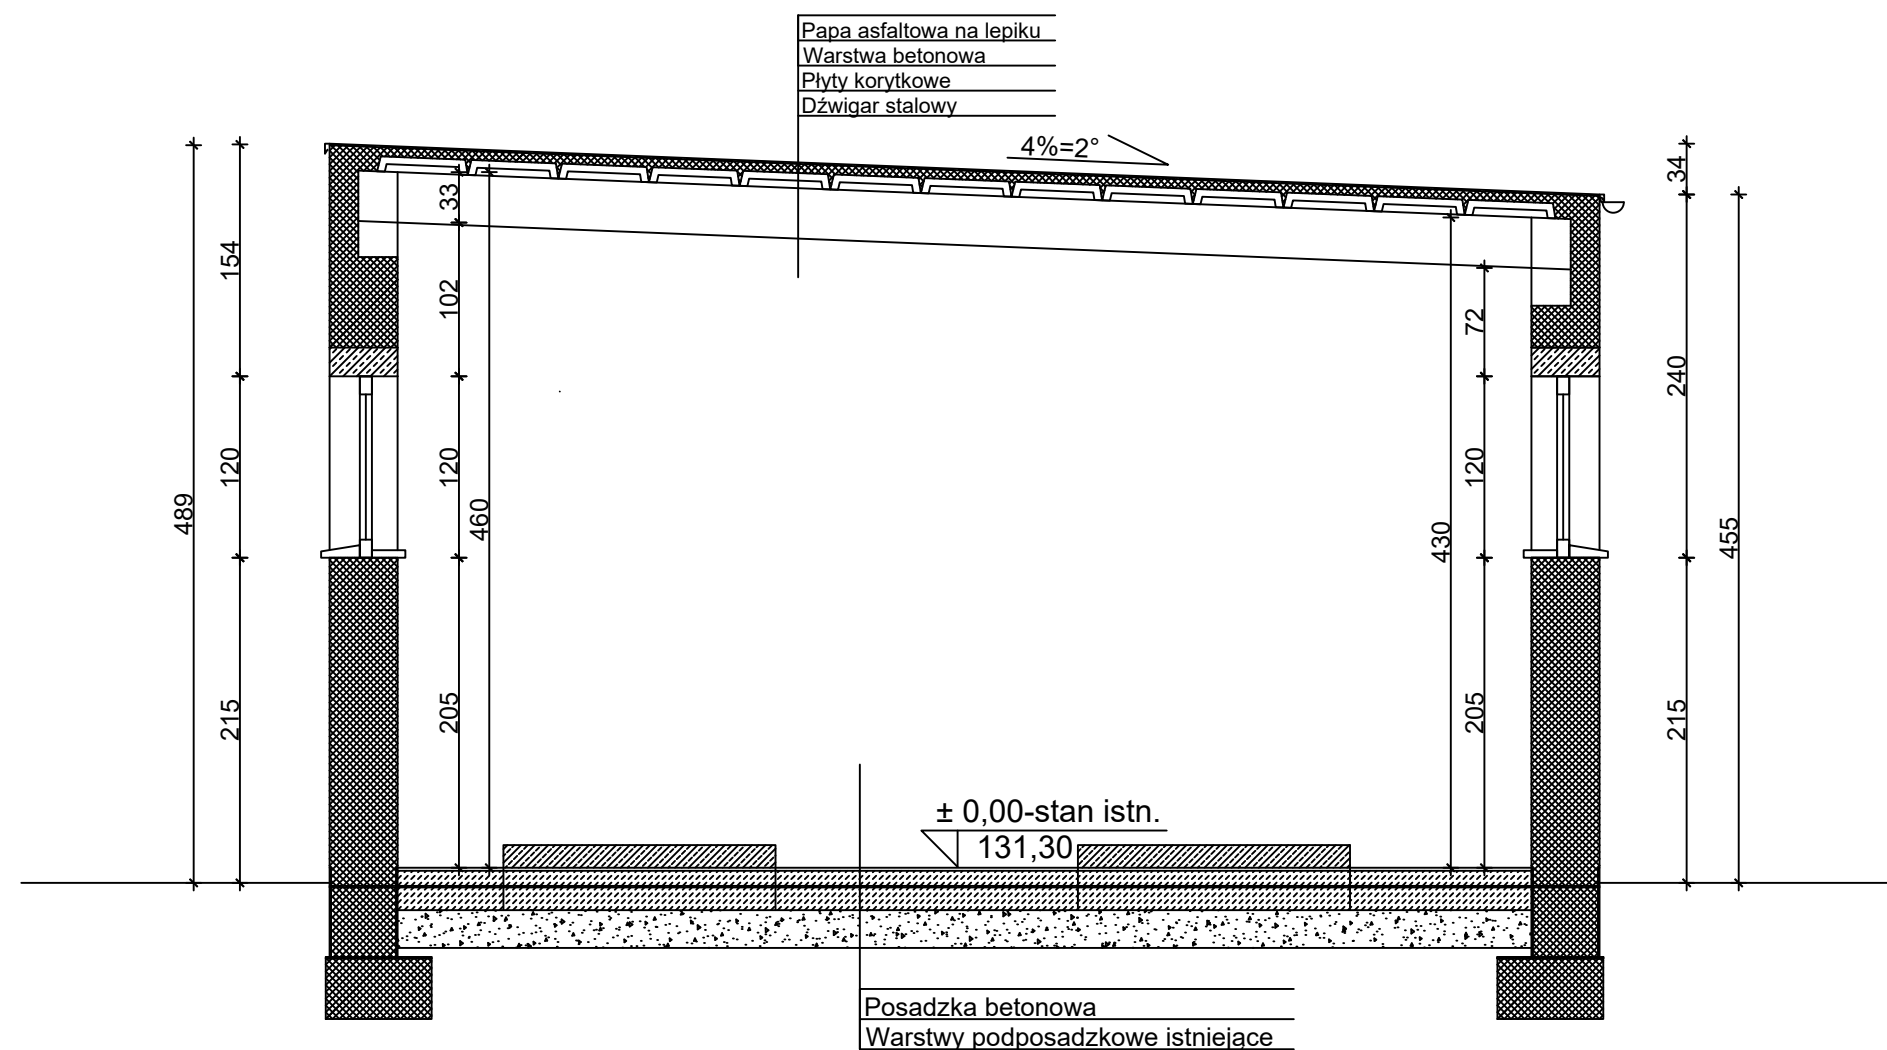 Papa asfaltowa na lepiku
Warstwa betonowa
Płyty korytkowe
Dźwigar stalowy
4%=2°
34
33
154
102
72
240
120
120
120
489
460
430
455
215
205
205
215
± 0,00-stan istn.
131,30
Posadzka betonowa
Warstwy podposadzkowe istniejące